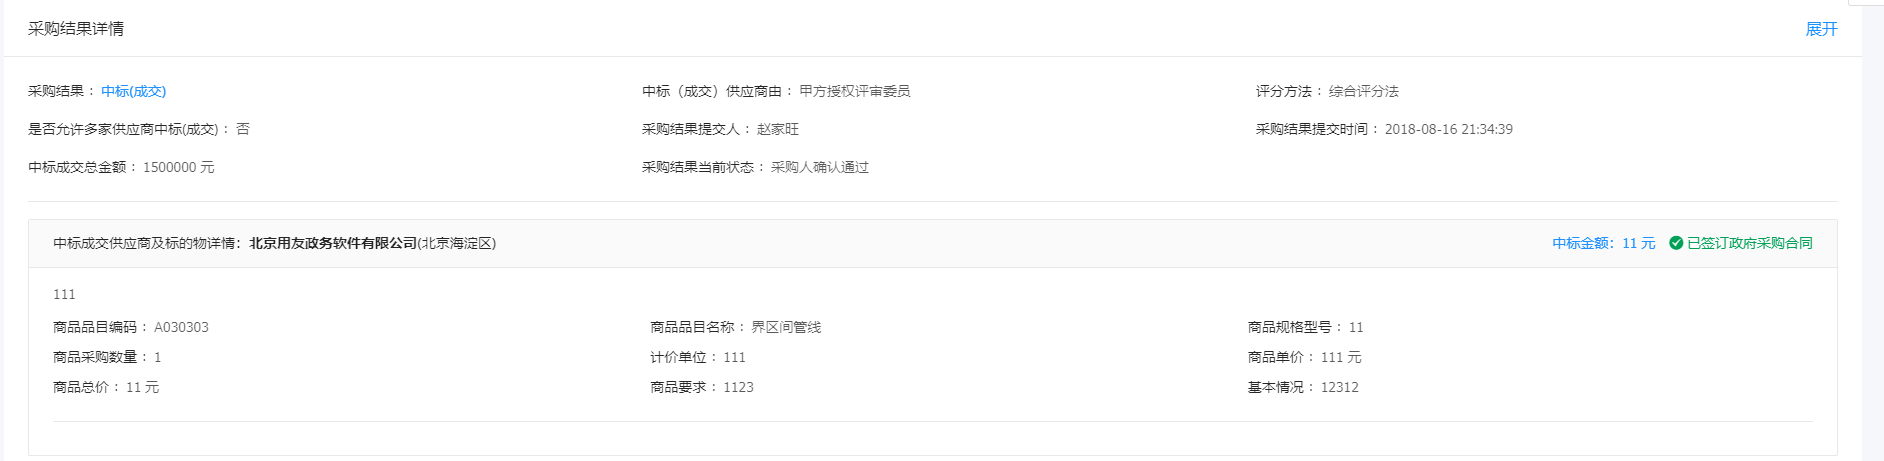 采购结果详情 展开
采购结果： 中标(成交) 中标（成交）供应商由： 甲方授权评审委员 评分方法： 综合评分法
是否允许多家供应商中标(成交)： 否 采购结果提交人： 赵家旺 采购结果提交时间： 2018-08-16 21:34:39
中标成交总金额： 1500000 元 采购结果当前状态： 采购人确认通过
中标成交供应商及标的物详情：北京用友政务软件有限公司(北京海淀区) 中标金额：11 元 已签订政府采购合同
111
商品品目编码： A030303 商品品目名称： 界区间管线 商品规格型号： 11
商品采购数量： 1 计价单位： 111 商品单价： 111 元
商品总价： 11 元 商品要求： 1123 基本情况： 12312